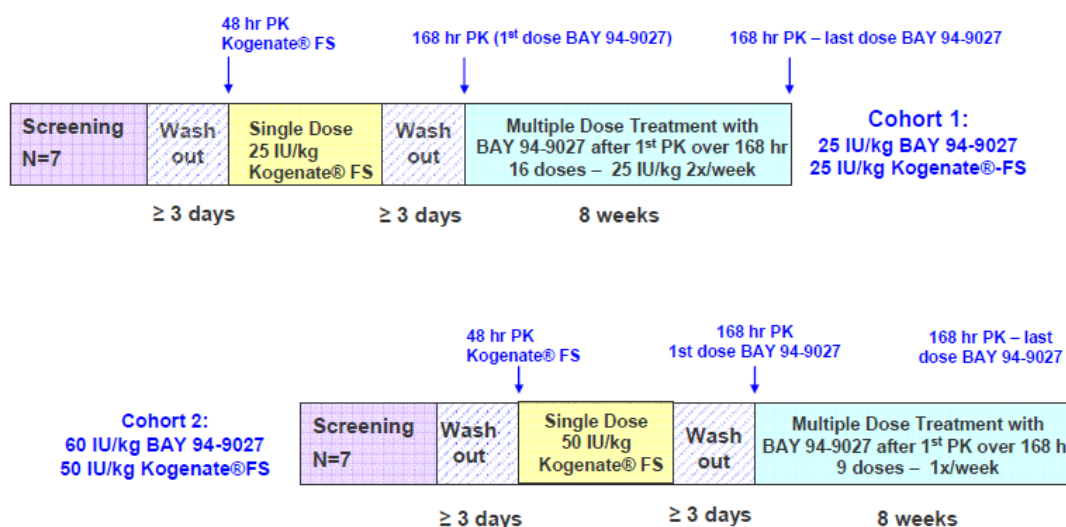 48 hr PK
Kogenate® FS
168 hr PK (1st dose BAY 94-9027)
168 hr PK – last dose BAY 94-9027
Screening
N=7
Wash
out
Single Dose
25 IU/kg
Kogenate® FS
Wash
out
Multiple Dose Treatment with
BAY 94-9027 after 1st PK over 168 hr
16 doses – 25 IU/kg 2x/week
Cohort 1:
25 IU/kg BAY 94-9027
25 IU/kg Kogenate®-FS
≥ 3 days
≥ 3 days
8 weeks
48 hr PK
Kogenate® FS
168 hr PK
1st dose BAY 94-9027
168 hr PK – last
dose BAY 94-9027
Cohort 2:
60 IU/kg BAY 94-9027
50 IU/kg Kogenate®FS
Screening
N=7
Wash
out
Single Dose
50 IU/kg
Kogenate® FS
Wash
out
Multiple Dose Treatment with
BAY 94-9027 after 1st PK over 168 h
9 doses – 1x/week
≥ 3 days
≥ 3 days
8 weeks